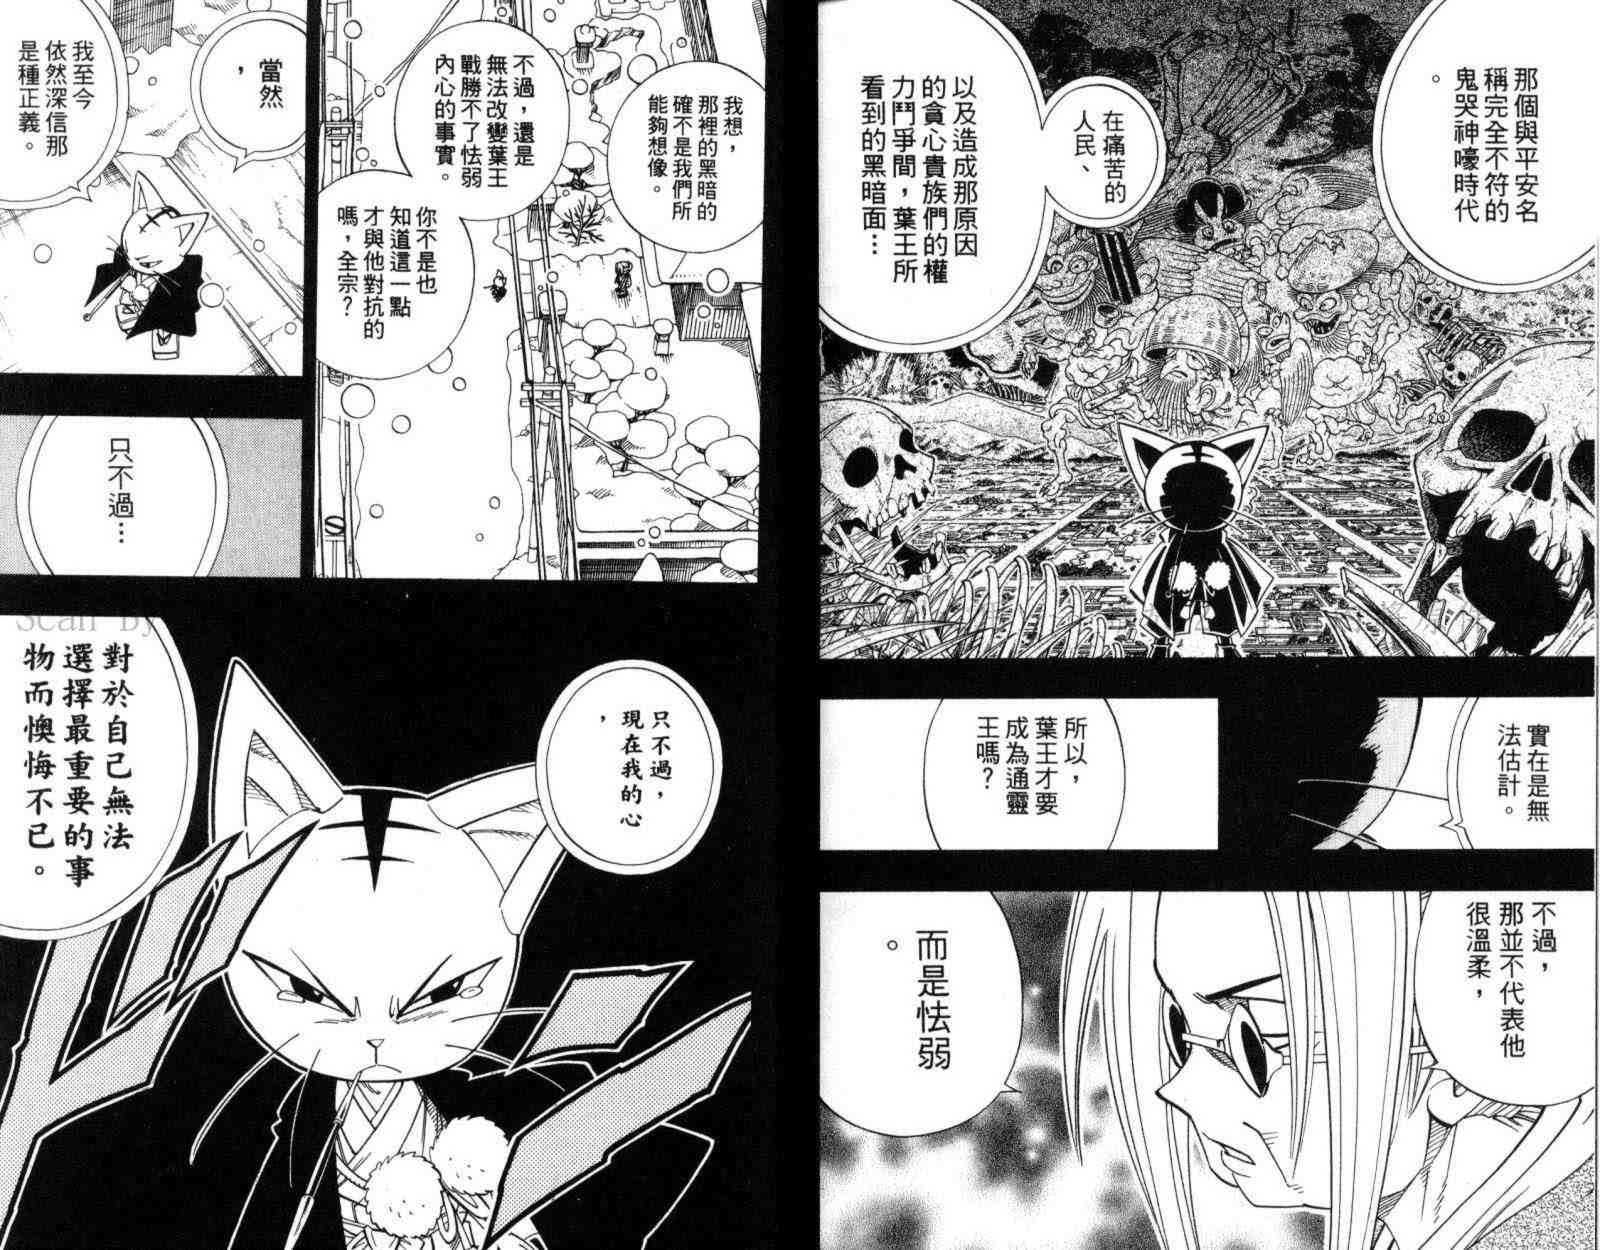 那個與平安名
稱完全不符的
鬼哭神嚎時代
。
在痛苦的
人民、
以及造成那原因
的貪心貴族們的權
力鬥爭間，葉王所
看到的黑暗面…
實在是無
法估計。
所以，
葉王才要
成為通靈
王嗎？
不過，
那並不代表他
很溫柔，
而是怯弱
。
我想，
那裡的黑暗的
確不是我們所
能夠想像。
不過，還是
無法改變葉王
戰勝不了怯弱
內心的事實。
你不是也
知道這一點
才與他對抗的
嗎，全宗？
當然
，
我至今
依然深信那
是種正義。
只不過…
只不過，
現在我的心
，
對於自己無法
選擇最重要的事
物而懊悔不已。
Scan By